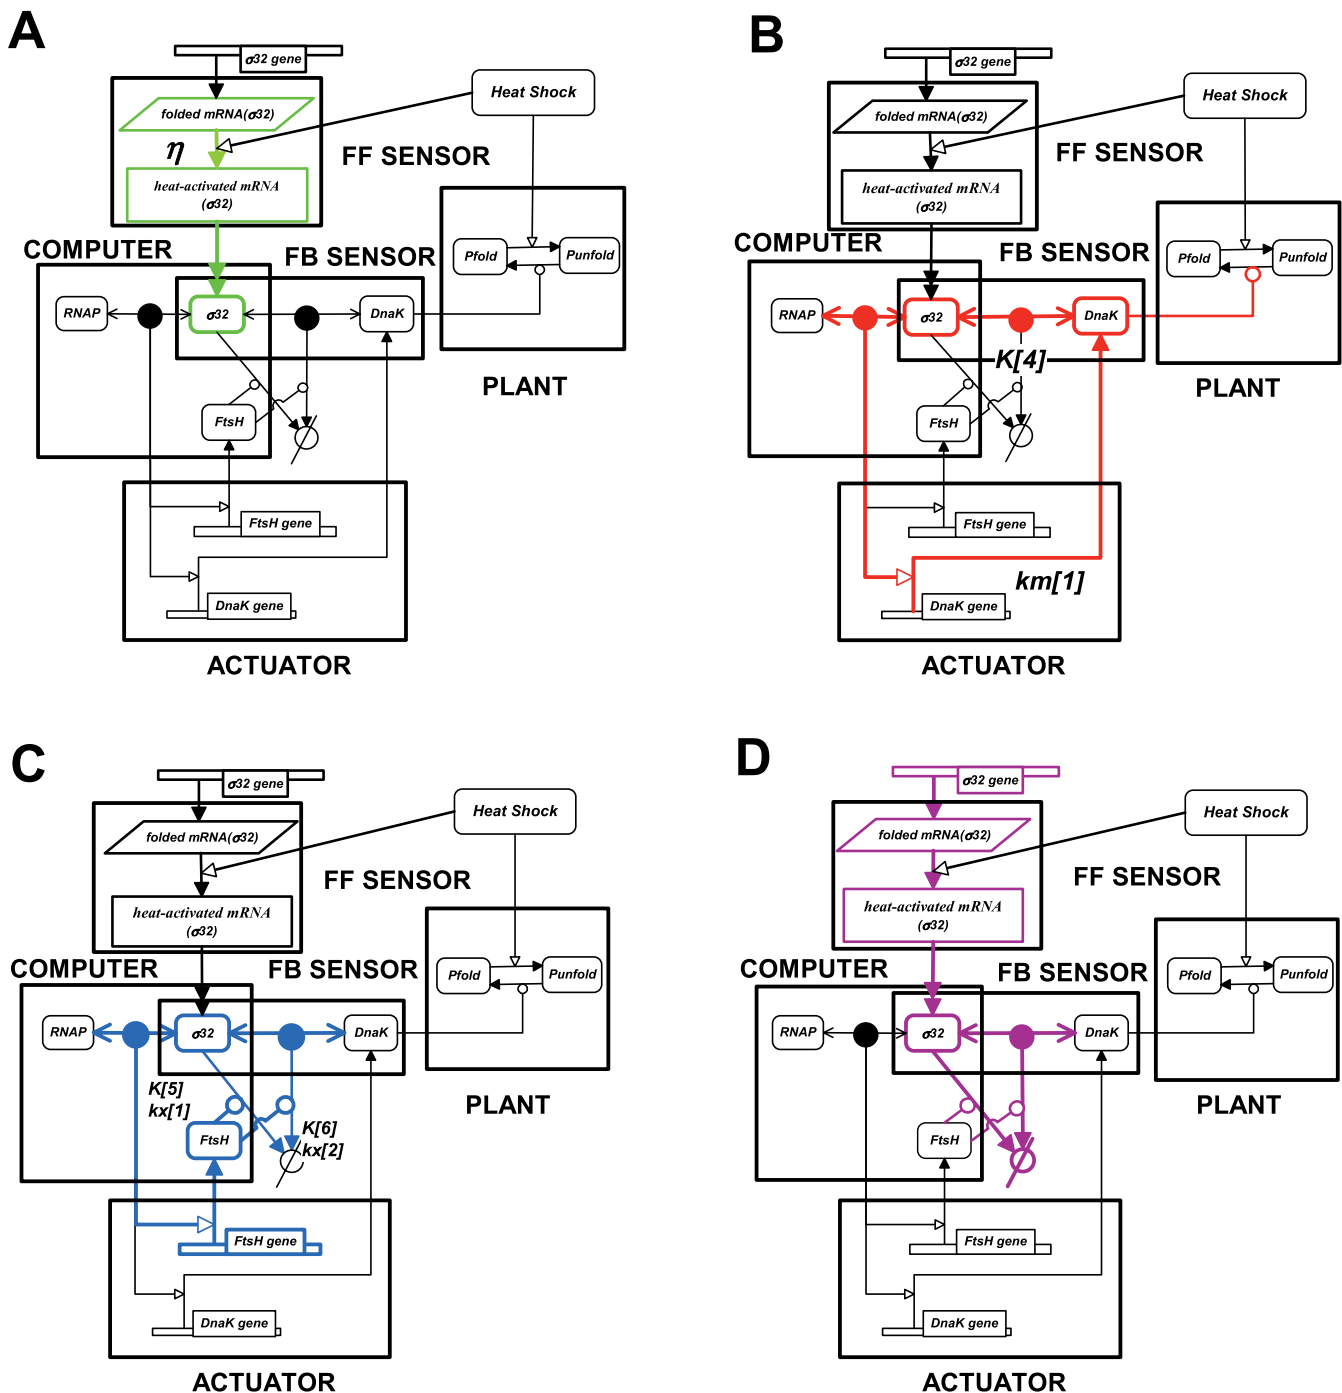 A
σ32 gene
folded mRNA(σ32)
Heat Shock
η
FF SENSOR
heat-activated mRNA
(σ32)
COMPUTER
FB SENSOR
Pfold
Punfold
RNAP
σ32
DnaK
PLANT
FtsH
FtsH gene
DnaK gene
ACTUATOR
B
σ32 gene
folded mRNA(σ32)
Heat Shock
FF SENSOR
heat-activated mRNA
(σ32)
COMPUTER
FB SENSOR
Pfold
Punfold
RNAP
σ32
DnaK
K[4]
PLANT
FtsH
FtsH gene
km[1]
DnaK gene
ACTUATOR
C
σ32 gene
folded mRNA(σ32)
Heat Shock
FF SENSOR
heat-activated mRNA
(σ32)
COMPUTER
FB SENSOR
Pfold
Punfold
RNAP
σ32
DnaK
K[5]
kx[1]
PLANT
FtsH
K[6]
kx[2]
FtsH gene
DnaK gene
ACTUATOR
D
σ32 gene
folded mRNA(σ32)
Heat Shock
FF SENSOR
heat-activated mRNA
(σ32)
COMPUTER
FB SENSOR
Pfold
Punfold
RNAP
σ32
DnaK
PLANT
FtsH
FtsH gene
DnaK gene
ACTUATOR